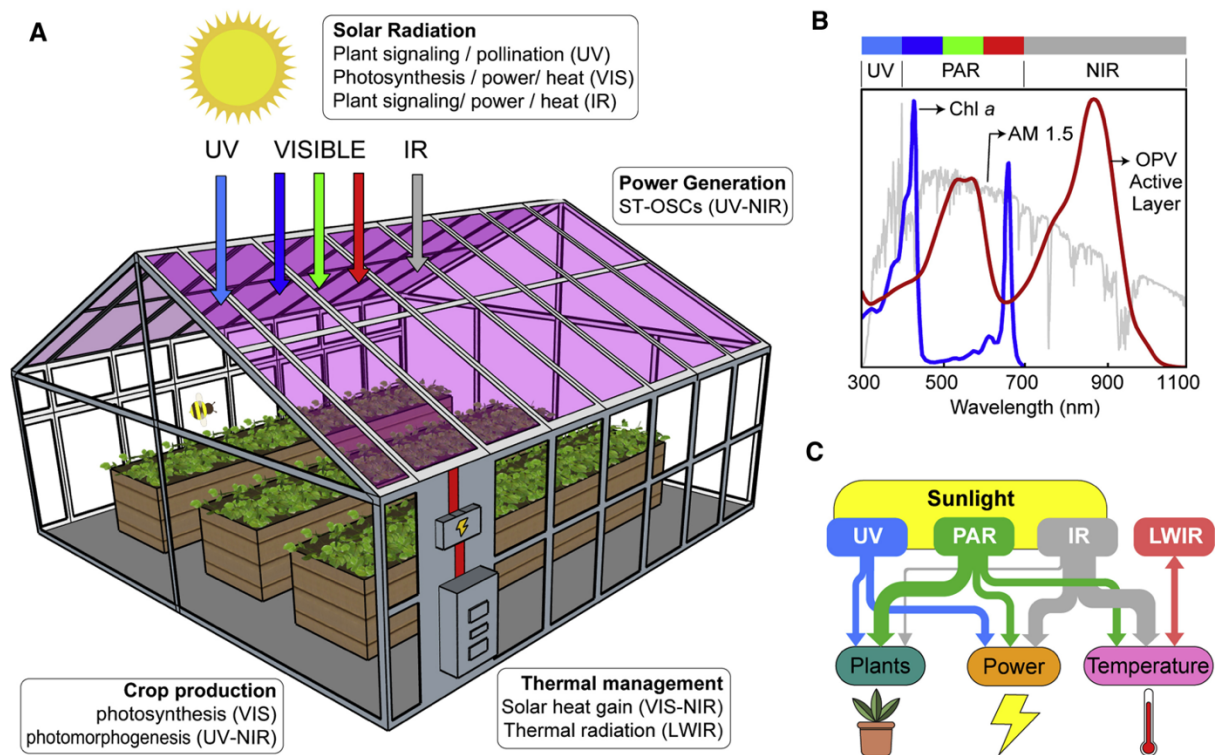 A
Solar Radiation
Plant signaling / pollination (UV)
Photosynthesis / power/ heat (VIS)
Plant signaling/ power / heat (IR)
UV VISIBLE IR
Power Generation
ST-OSCs (UV-NIR)
Crop production
photosynthesis (VIS)
photomorphogenesis (UV-NIR)
Thermal management
Solar heat gain (VIS-NIR)
Thermal radiation (LWIR)
B
UV PAR NIR
Chl a
AM 1.5
OPV
Active
Layer
300 500 700 900 1100
Wavelength (nm)
C
Sunlight
UV PAR IR LWIR
Plants Power Temperature